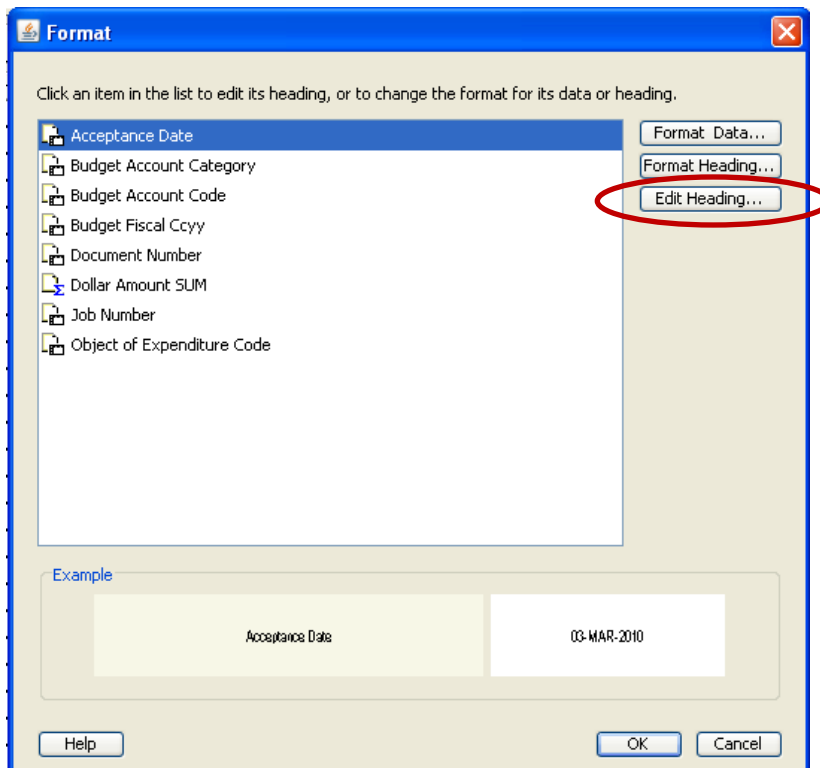 Format
Click an item in the list to edit its heading, or to change the format for its data or heading.
Acceptance Date
Budget Account Category
Budget Account Code
Budget Fiscal Ccyy
Document Number
Dollar Amount SUM
Job Number
Object of Expenditure Code
Format Data...
Format Heading...
Edit Heading...
Example
Acceptance Date
03-MAR-2010
Help
OK
Cancel